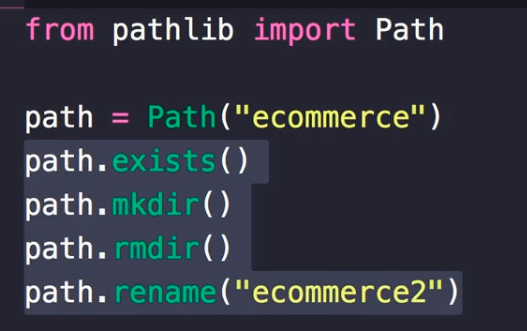 from pathlib import Path
path = Path("ecommerce")
path.exists()
path.mkdir()
path.rmdir()
path.rename("ecommerce2")